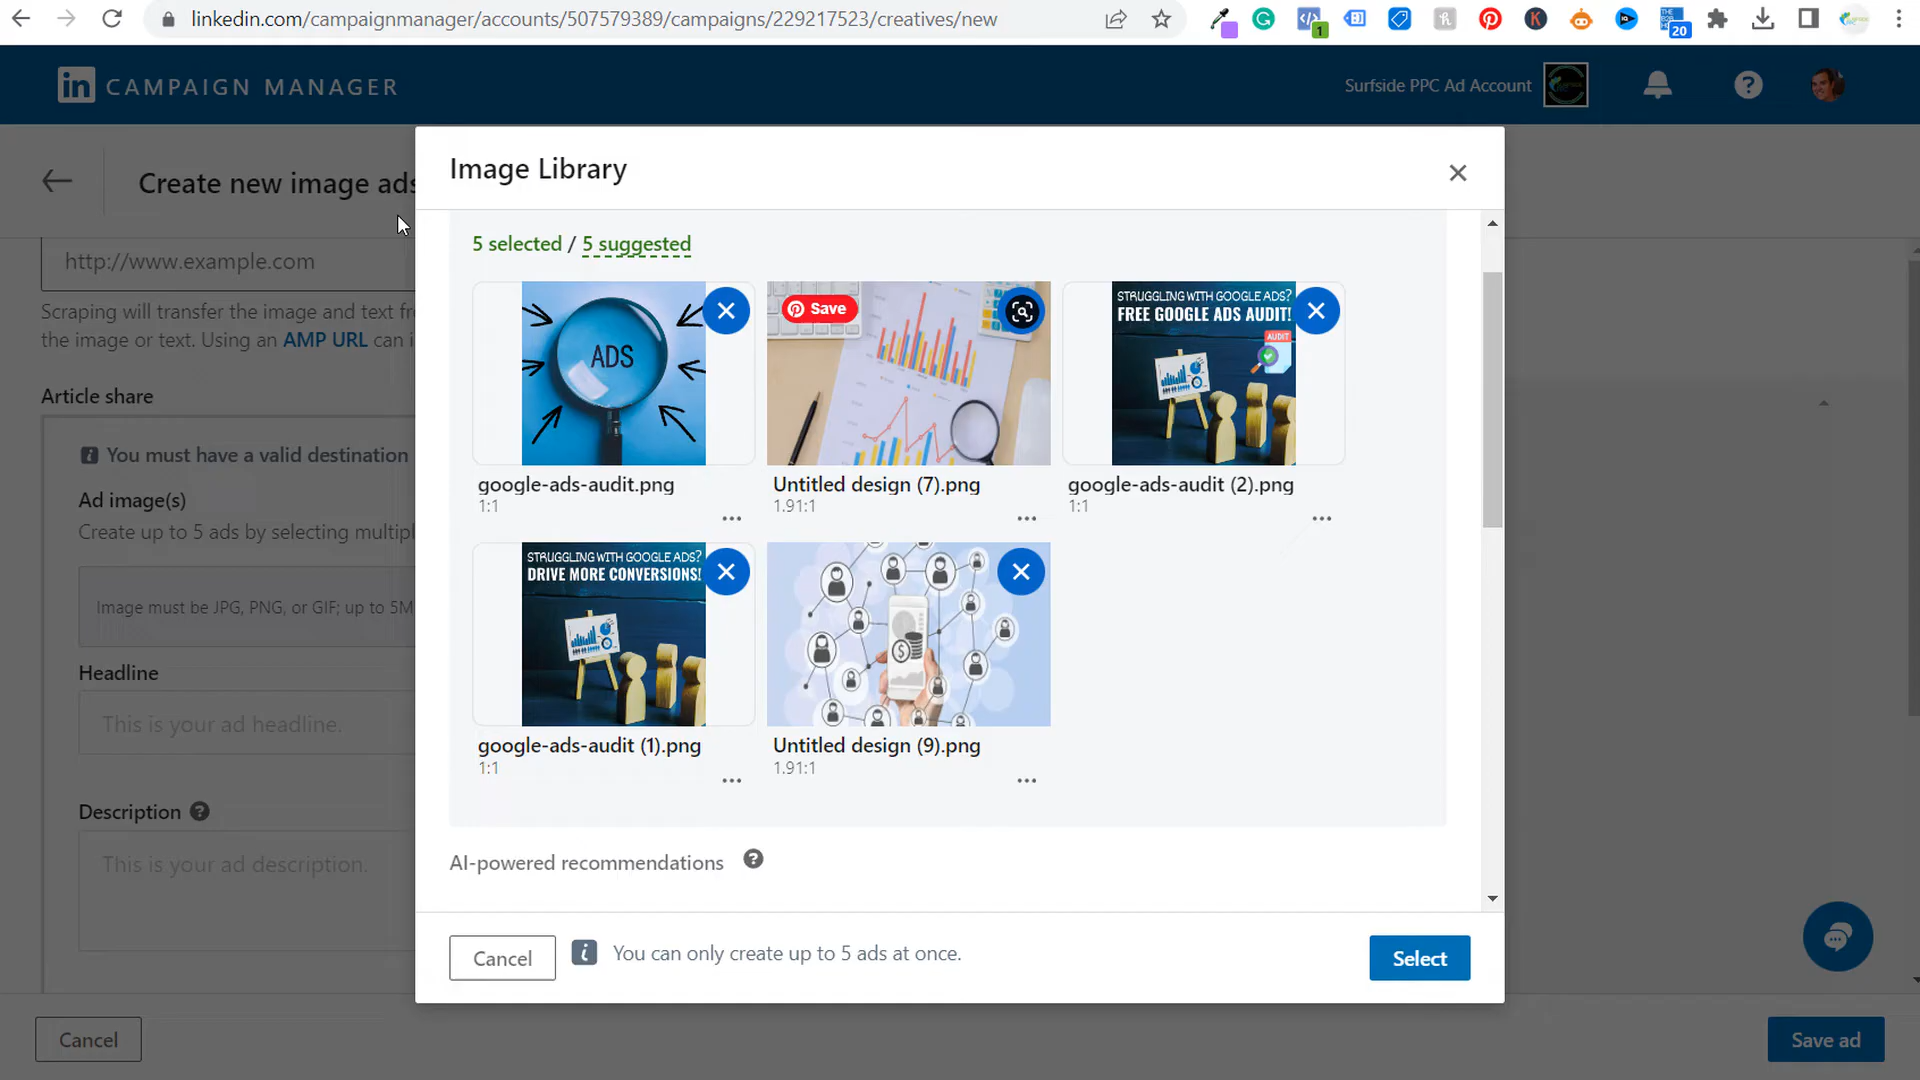 linkedin.com/campaignmanager/accounts/507579389/campaigns/229217523/creatives/new
1
20
in CAMPAIGN MANAGER
Surfside PPC Ad Account
Create new image ads
Image Library
http://www.example.com
Scraping will transfer the image and text
the image or text. Using an AMP URL can
Article share
You must have a valid destination
Ad image(s)
Create up to 5 ads by selecting multipl
Image must be JPG, PNG, or GIF; up to 5M
Headline
This is your ad headline.
Description
This is your ad description.
5 selected / 5 suggested
ADS
Save
STRUGGLING WITH GOOGLE ADS?
FREE GOOGLE ADS AUDIT!
AUDIT
google-ads-audit.png
1:1
Untitled design (7).png
1.91:1
google-ads-audit (2).png
1:1
STRUGGLING WITH GOOGLE ADS?
DRIVE MORE CONVERSIONS!
$
google-ads-audit (1).png
1:1
Untitled design (9).png
1.91:1
AI-powered recommendations
Cancel
You can only create up to 5 ads at once.
Select
Cancel
Save ad